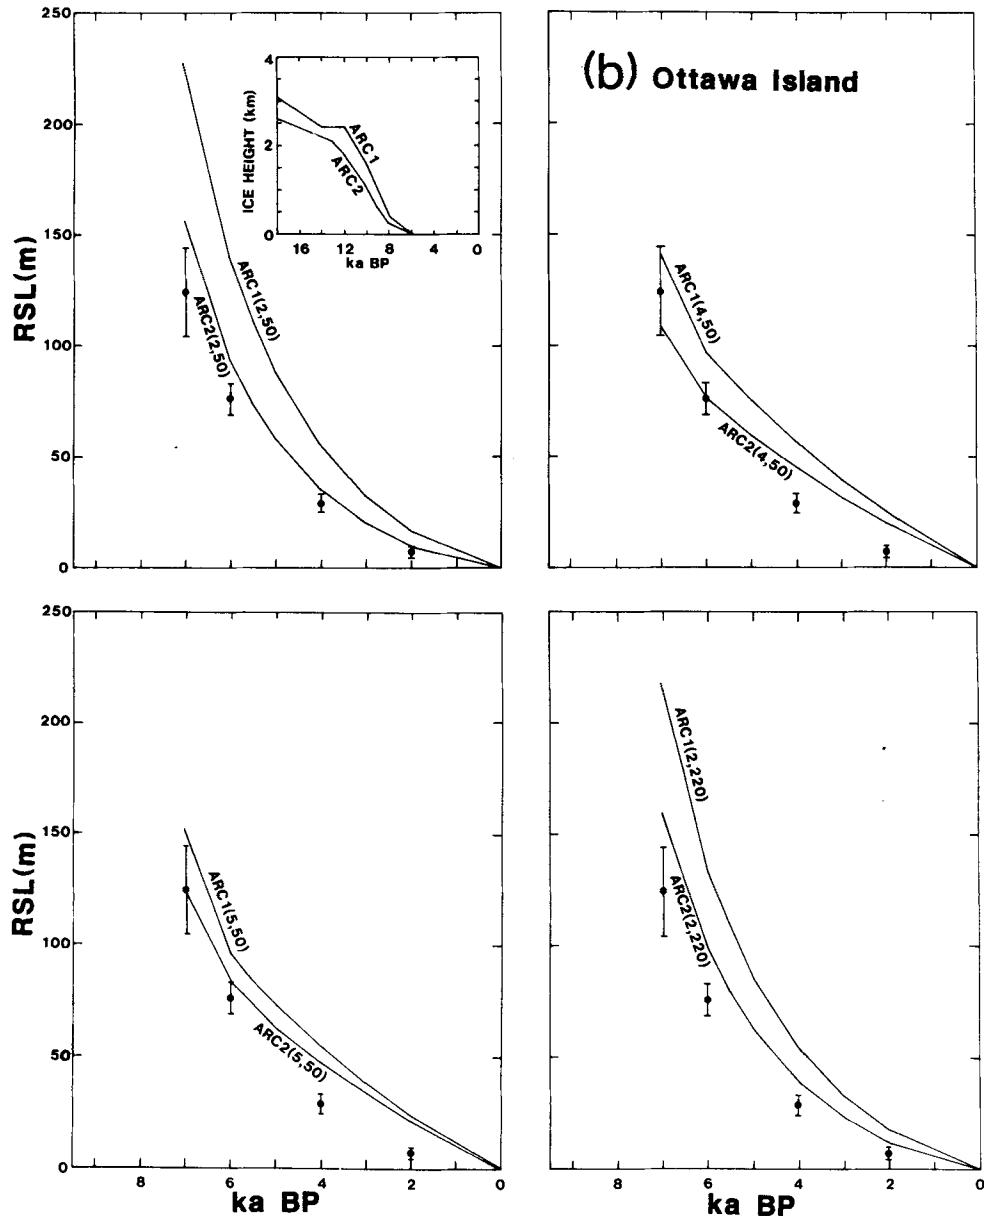 250
200
150
100
50
0
RSL(m)
ARC1(2,50)
ARC2(2,50)
4
2
0
ICE HEIGHT (km)
ARC1
ARC2
16 12 8 4 0
ka BP
(b) Ottawa Island
ARC1(4,50)
ARC2(4,50)
250
200
150
100
50
0
RSL(m)
ARC1(5,50)
ARC2(5,50)
8 6 4 2
ka BP
ARC1(2,220)
ARC2(2,220)
8 6 4 2 0
ka BP